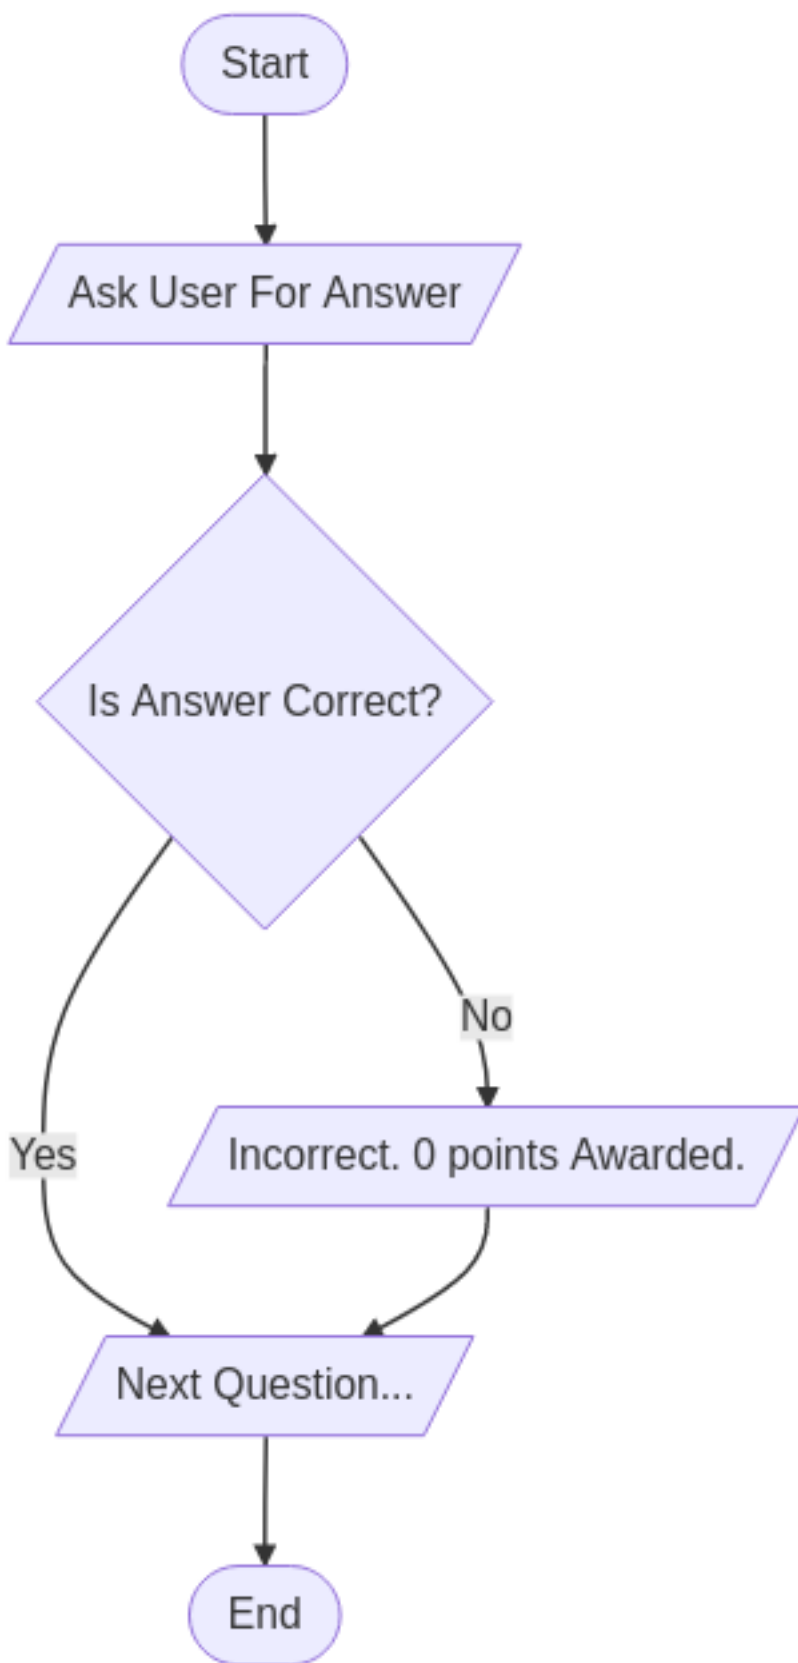 Start
Ask User For Answer
Is Answer Correct?
No
Yes
Incorrect. 0 points Awarded.
Next Question...
End